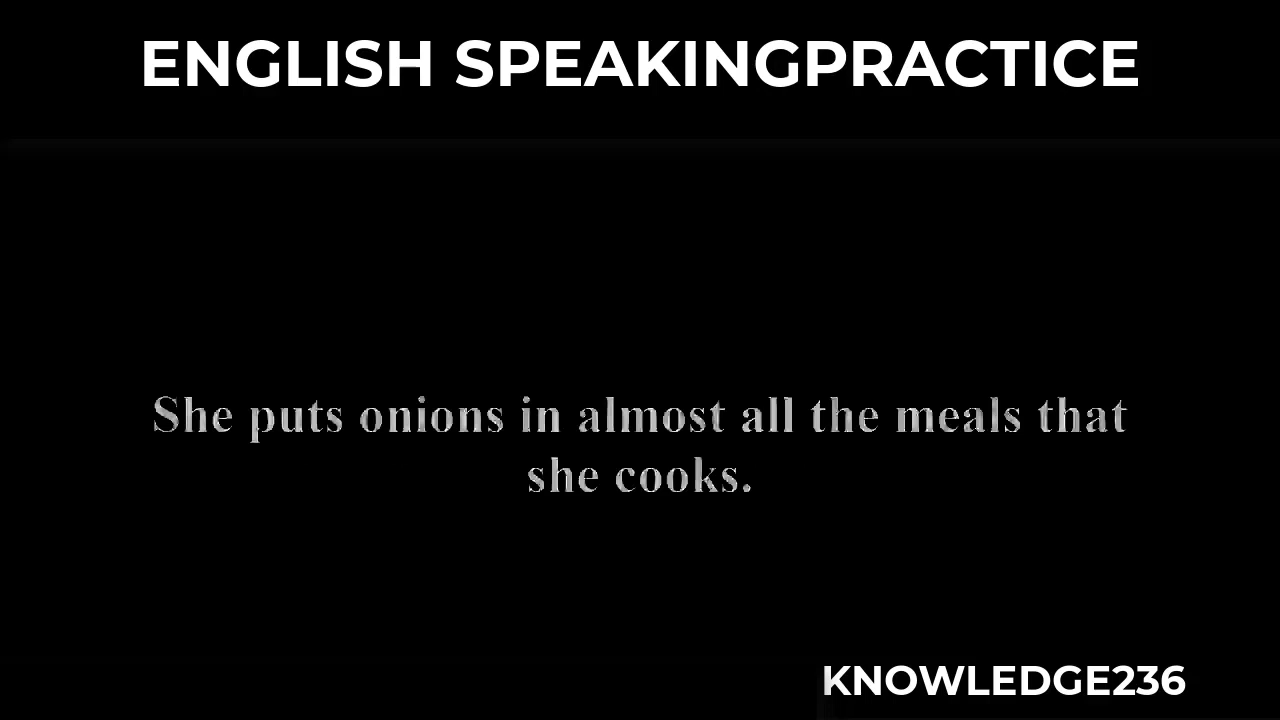 ENGLISH SPEAKINGPRACTICE
She puts onions in almost all the meals that
she cooks.
KNOWLEDGE236